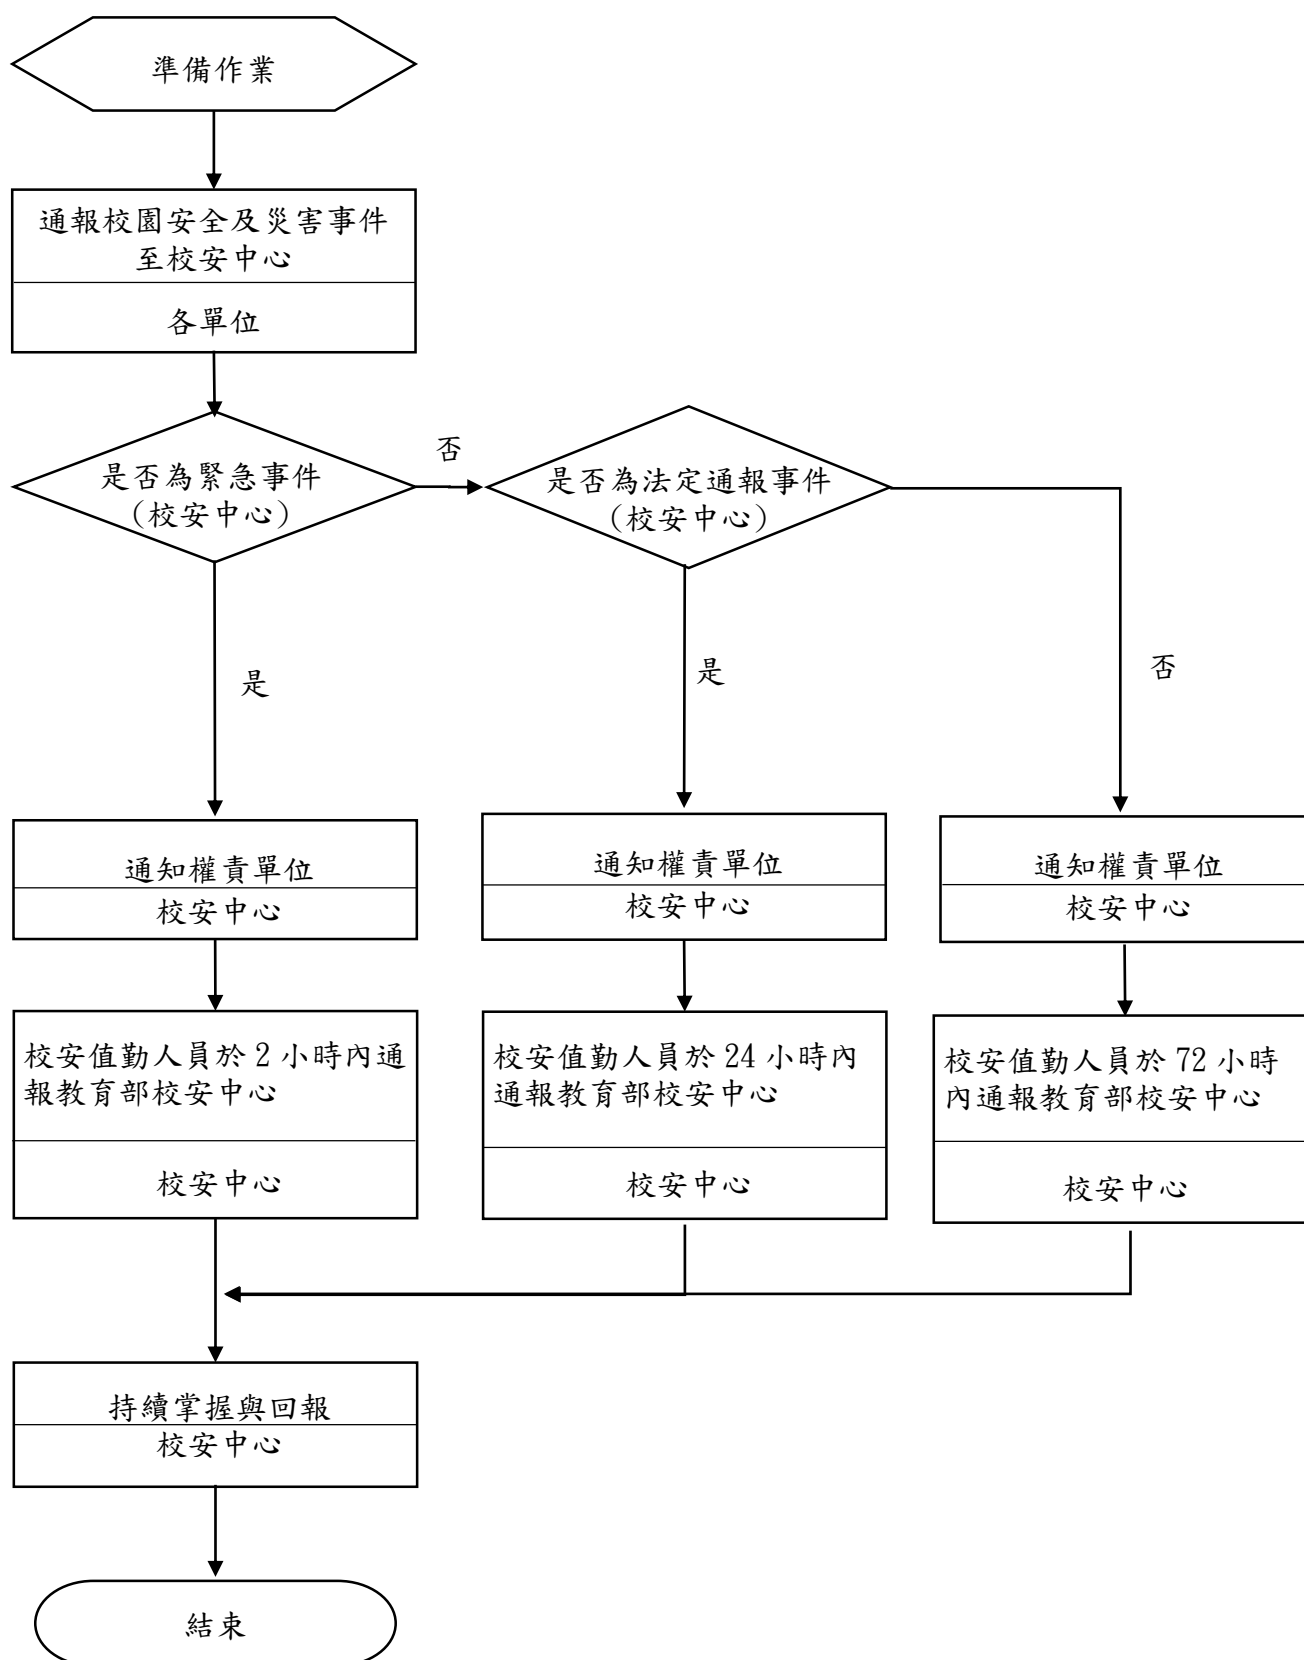 準備作業
通報校園安全及災害事件
至校安中心
各單位
是否為緊急事件
(校安中心)
否
是否為法定通報事件
(校安中心)
是
是
否
通知權責單位
校安中心
通知權責單位
校安中心
通知權責單位
校安中心
校安值勤人員於 2 小時內通
報教育部校安中心
校安中心
校安值勤人員於 24 小時內
通報教育部校安中心
校安中心
校安值勤人員於 72 小時
內通報教育部校安中心
校安中心
持續掌握與回報
校安中心
結束